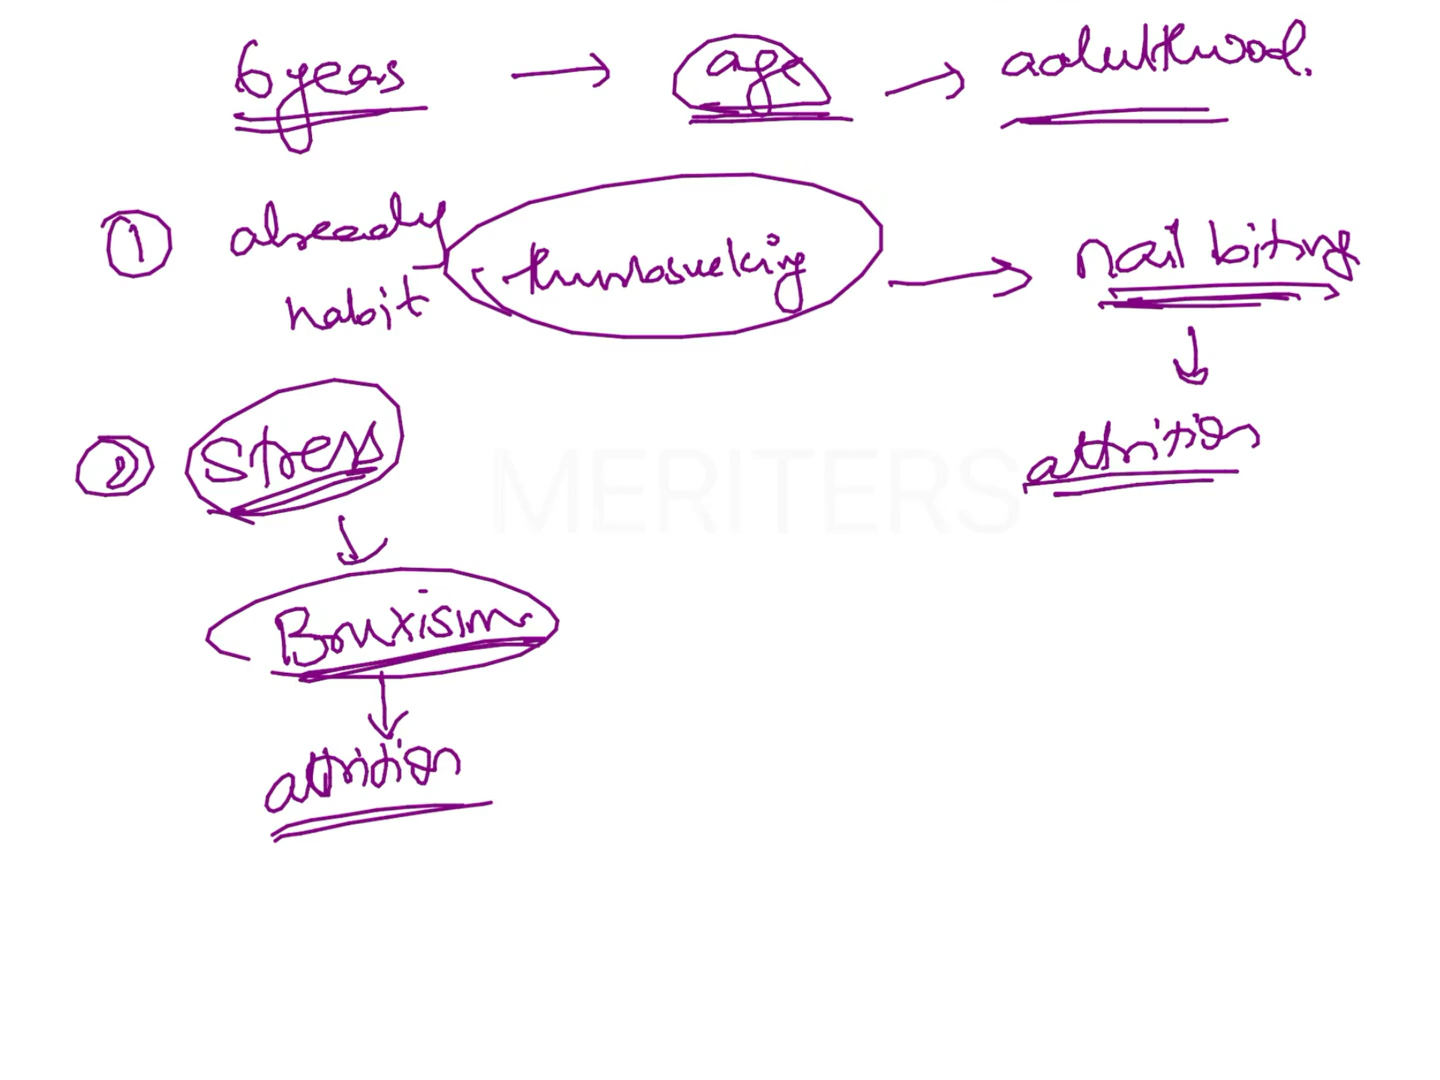 6 years → age → adulthood.
① already thumbsucking → nail biting
habit
↓
② stress attrition
MERITERS
↓
Bruxism
↓
attrition